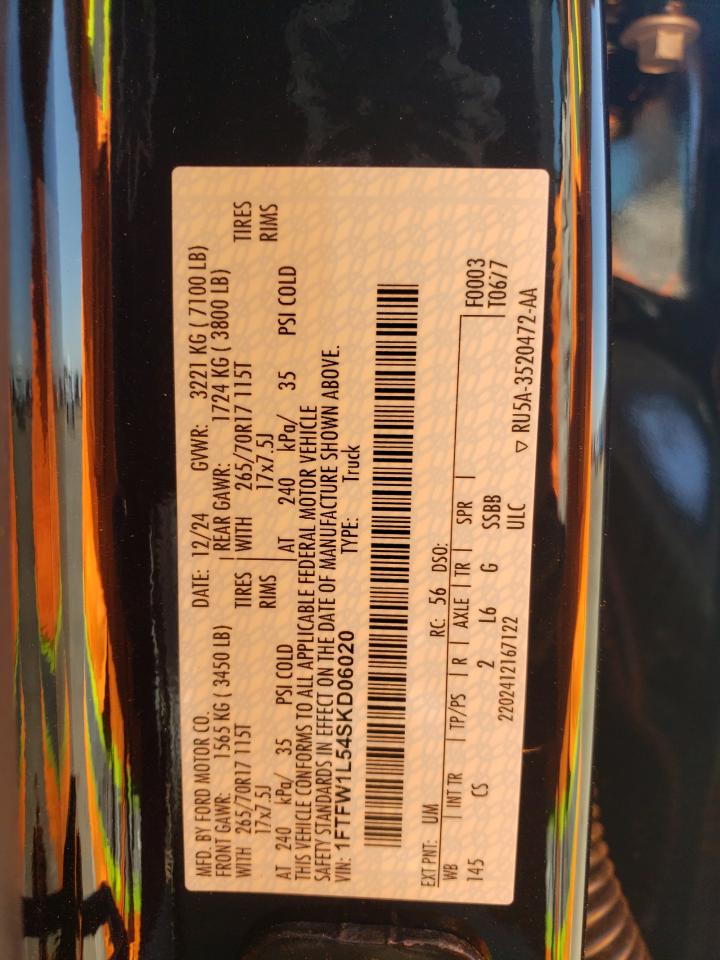 MFD. BY FORD MOTOR CO. DATE: 12/24 GVWR: 3221 KG ( 7100 LB)
FRONT GAWR: 1565 KG ( 3450 LB) REAR GAWR: 1724 KG ( 3800 LB)
WITH 265/70R17 115T TIRES WITH 265/70R17 115T TIRES
17x7.5J RIMS 17x7.5J RIMS
AT 240 kPa/ 35 PSI COLD AT 240 kPa/ 35 PSI COLD
THIS VEHICLE CONFORMS TO ALL APPLICABLE FEDERAL MOTOR VEHICLE
SAFETY STANDARDS IN EFFECT ON THE DATE OF MANUFACTURE SHOWN ABOVE.
VIN: 1FTFW1L54SKD06020 TYPE: Truck
EXT PNT: UM RC: 56 DSO:
WB INT TR TP/PS R AXLE TR SPR F0003
145 CS 2 L6 G SSBB T06/7
2202412167122 ULC
▽ RU5A-3520472-AA